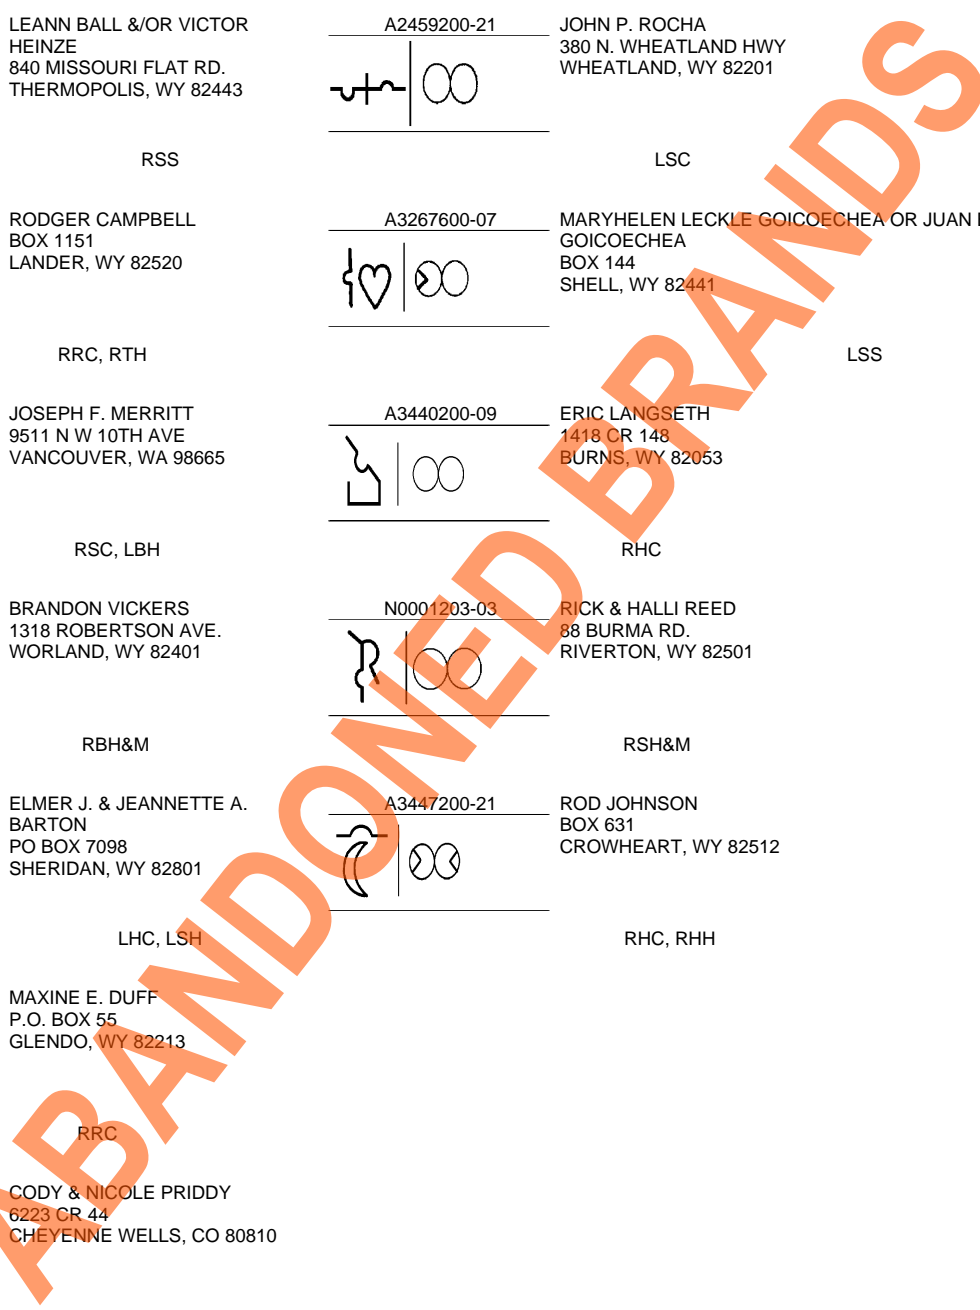 LEANN BALL &/OR VICTOR
HEINZE
840 MISSOURI FLAT RD.
THERMOPOLIS, WY 82443
RSS
A2459200-21
JOHN P. ROCHA
380 N. WHEATLAND HWY
WHEATLAND, WY 82201
LSC
RODGER CAMPBELL
BOX 1151
LANDER, WY 82520
RRC, RTH
A3267600-07
MARYHELEN LECKLE GOICOECHEA OR JUAN
GOICOECHEA
BOX 144
SHELL, WY 82441
LSS
JOSEPH F. MERRITT
9511 N W 10TH AVE
VANCOUVER, WA 98665
RSC, LBH
A3440200-09
ERIC LANGSETH
1418 CR 148
BURNS, WY 82053
RHC
BRANDON VICKERS
1318 ROBERTSON AVE.
WORLAND, WY 82401
RBH&M
N0001203-03
RICK & HALLI REED
88 BURMA RD.
RIVERTON, WY 82501
RSH&M
ELMER J. & JEANNETTE A.
BARTON
PO BOX 7098
SHERIDAN, WY 82801
LHC, LSH
A3447200-21
ROD JOHNSON
BOX 631
CROWHEART, WY 82512
RHC, RHH
MAXINE E. DUFF
P.O. BOX 55
GLENDO, WY 82213
RRC
CODY & NICOLE PRIDDY
6223 CR 44
CHEYENNE WELLS, CO 80810
ABANDONED BRANDS